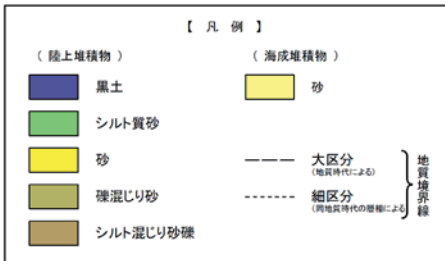 【 凡 例 】
( 陸上堆積物 )
黒土
シルト質砂
砂
礫混じり砂
シルト混じり砂礫
( 海成堆積物 )
砂
大区分
(地質時代による)
細区分
(同地質時代の層相による
地質境界線